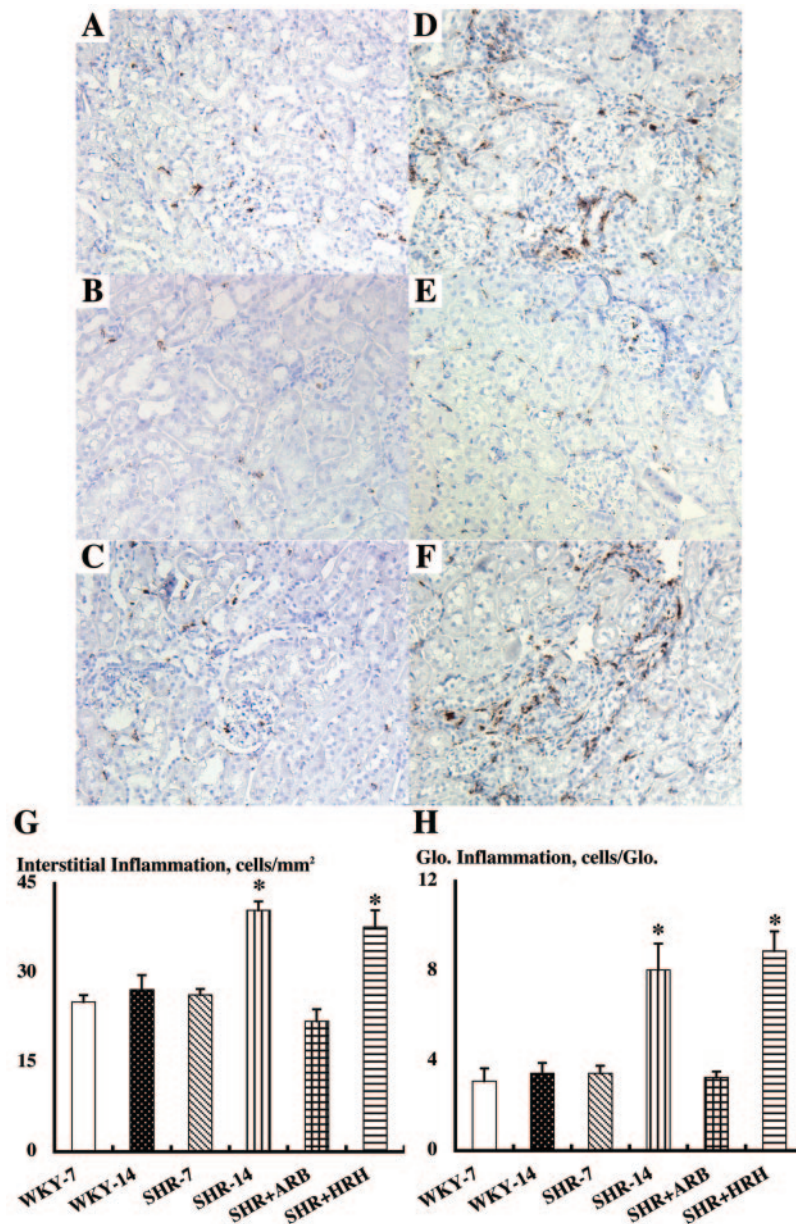 A
D
B
E
C
F
G
H
Interstitial Inflammation, cells/mm²
45
30
15
0
WKY-7
WKY-14
SHR-7
SHR-14
SHR+ARB
SHR+HRH
*
*
Glo. Inflammation, cells/Glo.
12
8
4
0
WKY-7
WKY-14
SHR-7
SHR-14
SHR+ARB
SHR+HRH
*
*